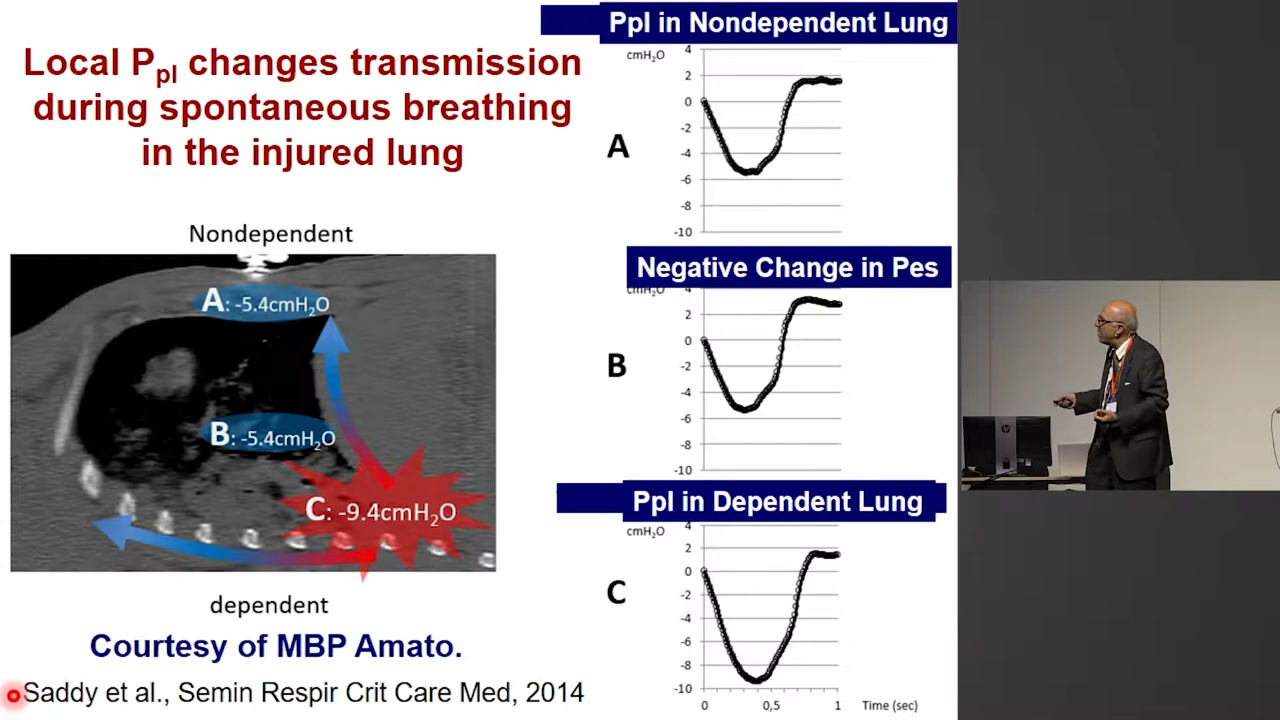 Local Ppl changes transmission
during spontaneous breathing
in the injured lung
Nondependent
A: -5.4cmH₂O
B: -5.4cmH₂O
C: -9.4cmH₂O
dependent
Courtesy of MBP Amato.
Saddy et al., Semin Respir Crit Care Med, 2014
Ppl in Nondependent Lung
cmH₂O
4
2
0
-2
-4
-6
-8
-10
A
Negative Change in Pes
cmH₂O
4
2
0
-2
-4
-6
-8
-10
B
Ppl in Dependent Lung
cmH₂O
4
2
0
-2
-4
-6
-8
-10
C
0 0,5 1 Time (sec)
hp